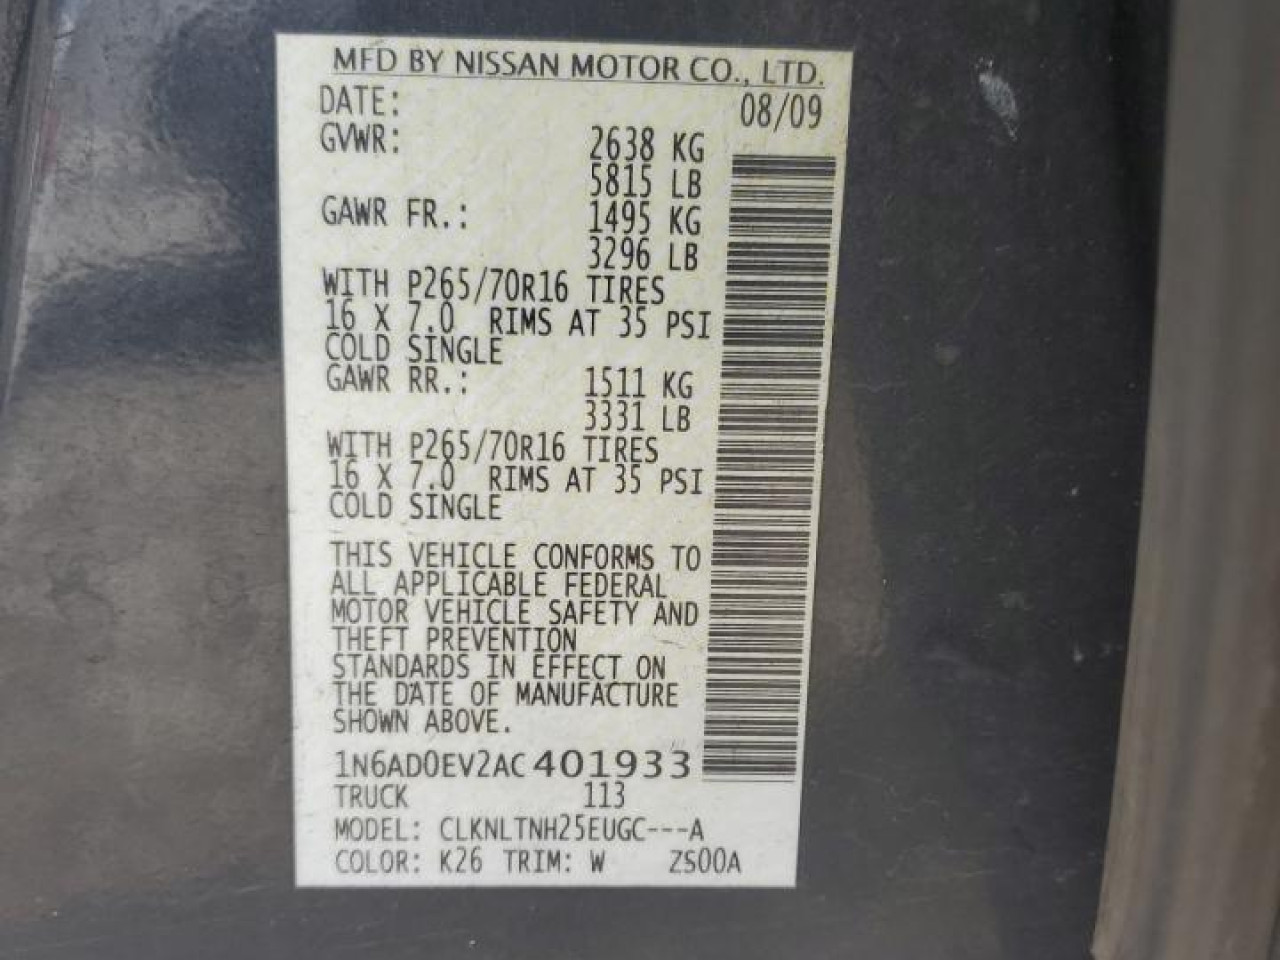 MFD BY NISSAN MOTOR CO., LTD.
DATE: 08/09
GVWR: 2638 KG
5815 LB
GAWR FR.: 1495 KG
3296 LB
WITH P265/70R16 TIRES
16 X 7.0 RIMS AT 35 PSI
COLD SINGLE
GAWR RR.: 1511 KG
3331 LB
WITH P265/70R16 TIRES
16 X 7.0 RIMS AT 35 PSI
COLD SINGLE
THIS VEHICLE CONFORMS TO
ALL APPLICABLE FEDERAL
MOTOR VEHICLE SAFETY AND
THEFT PREVENTION
STANDARDS IN EFFECT ON
THE DATE OF MANUFACTURE
SHOWN ABOVE.
1N6AD0EV2AC401933
TRUCK 113
MODEL: CLKNLTNH25EUGC---A
COLOR: K26 TRIM: W ZS00A